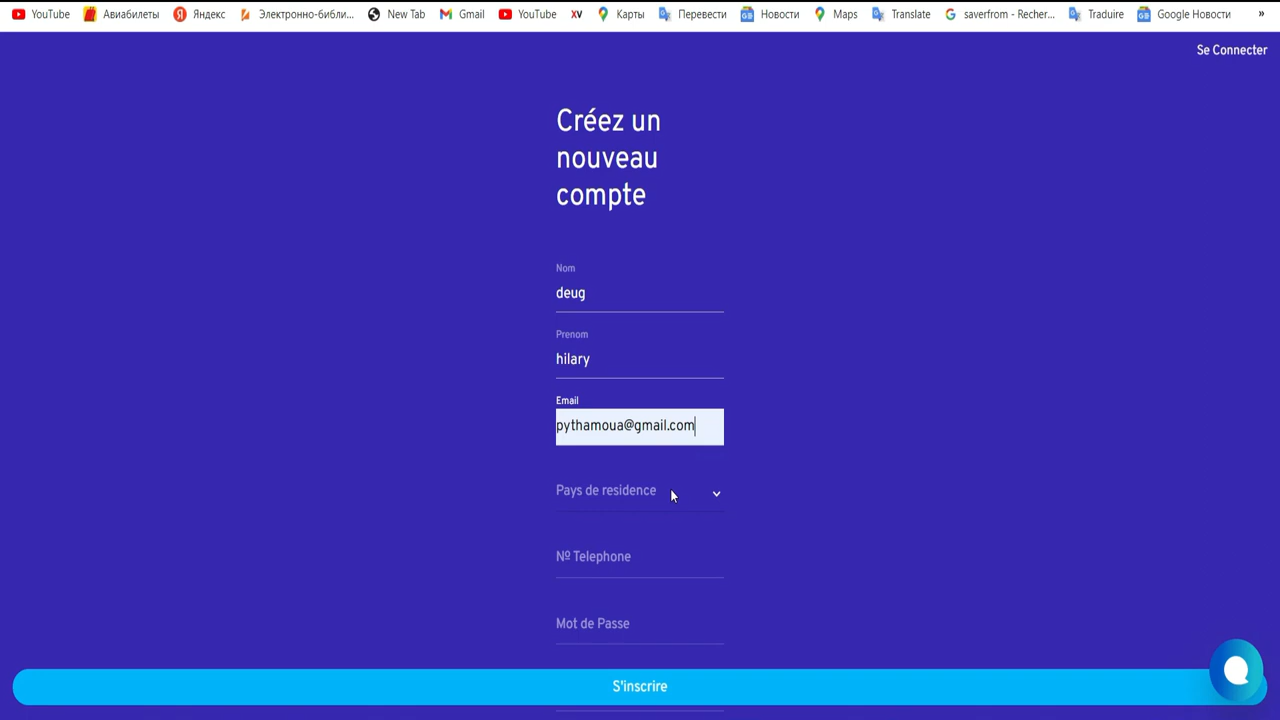 YouTube Авиабилеты Яндекс Электронно-библи... New Tab Gmail YouTube XV Карты Перевести Новости Maps Translate saverfrom - Recher... Traduire Google Новости »
Se Connecter
Créez un
nouveau
compte
Nom
deug
Prenom
hilary
Email
pythamoua@gmail.com
Pays de residence
Nº Telephone
Mot de Passe
S'inscrire